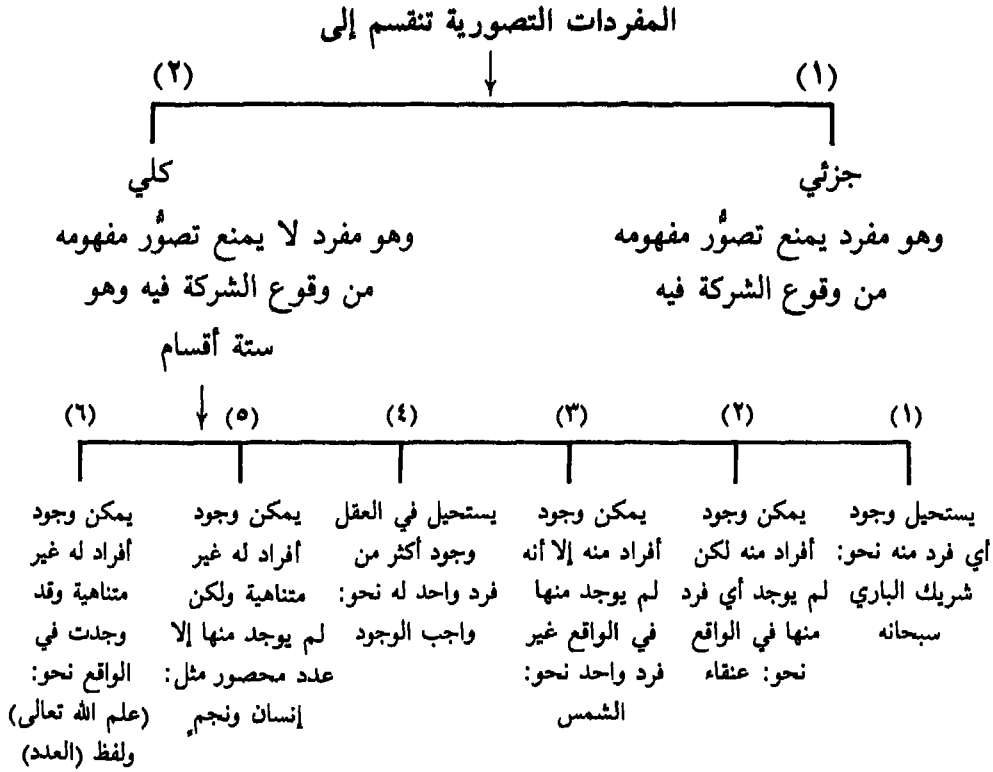 المفردات التصورية تنقسم إلى
(١)
(٢)
جزئي
وهو مفرد يمنع تصوُّر مفهومه
من وقوع الشركة فيه
كلي
وهو مفرد لا يمنع تصوُّر مفهومه
من وقوع الشركة فيه وهو
ستة أقسام
(١)
يستحيل وجود
أي فرد منه نحو:
شريك الباري
سبحانه
(٢)
يمكن وجود
أفراد منه لكن
لم يوجد أي فرد
منها في الواقع
نحو: عنقاء
(٣)
يمكن وجود
أفراد منه إلا أنه
لم يوجد منها
في الواقع غير
فرد واحد نحو:
الشمس
(٤)
يستحيل في العقل
وجود أكثر من
فرد واحد له نحو:
واجب الوجود
(٥)
يمكن وجود
أفراد له غير
متناهية ولكن
لم يوجد منها إلا
عدد محصور مثل:
إنسان ونجمٍ
(٦)
يمكن وجود
أفراد له غير
متناهية وقد
وجدت في
الواقع نحو:
(علم الله تعالى)
ولفظ (العدد)